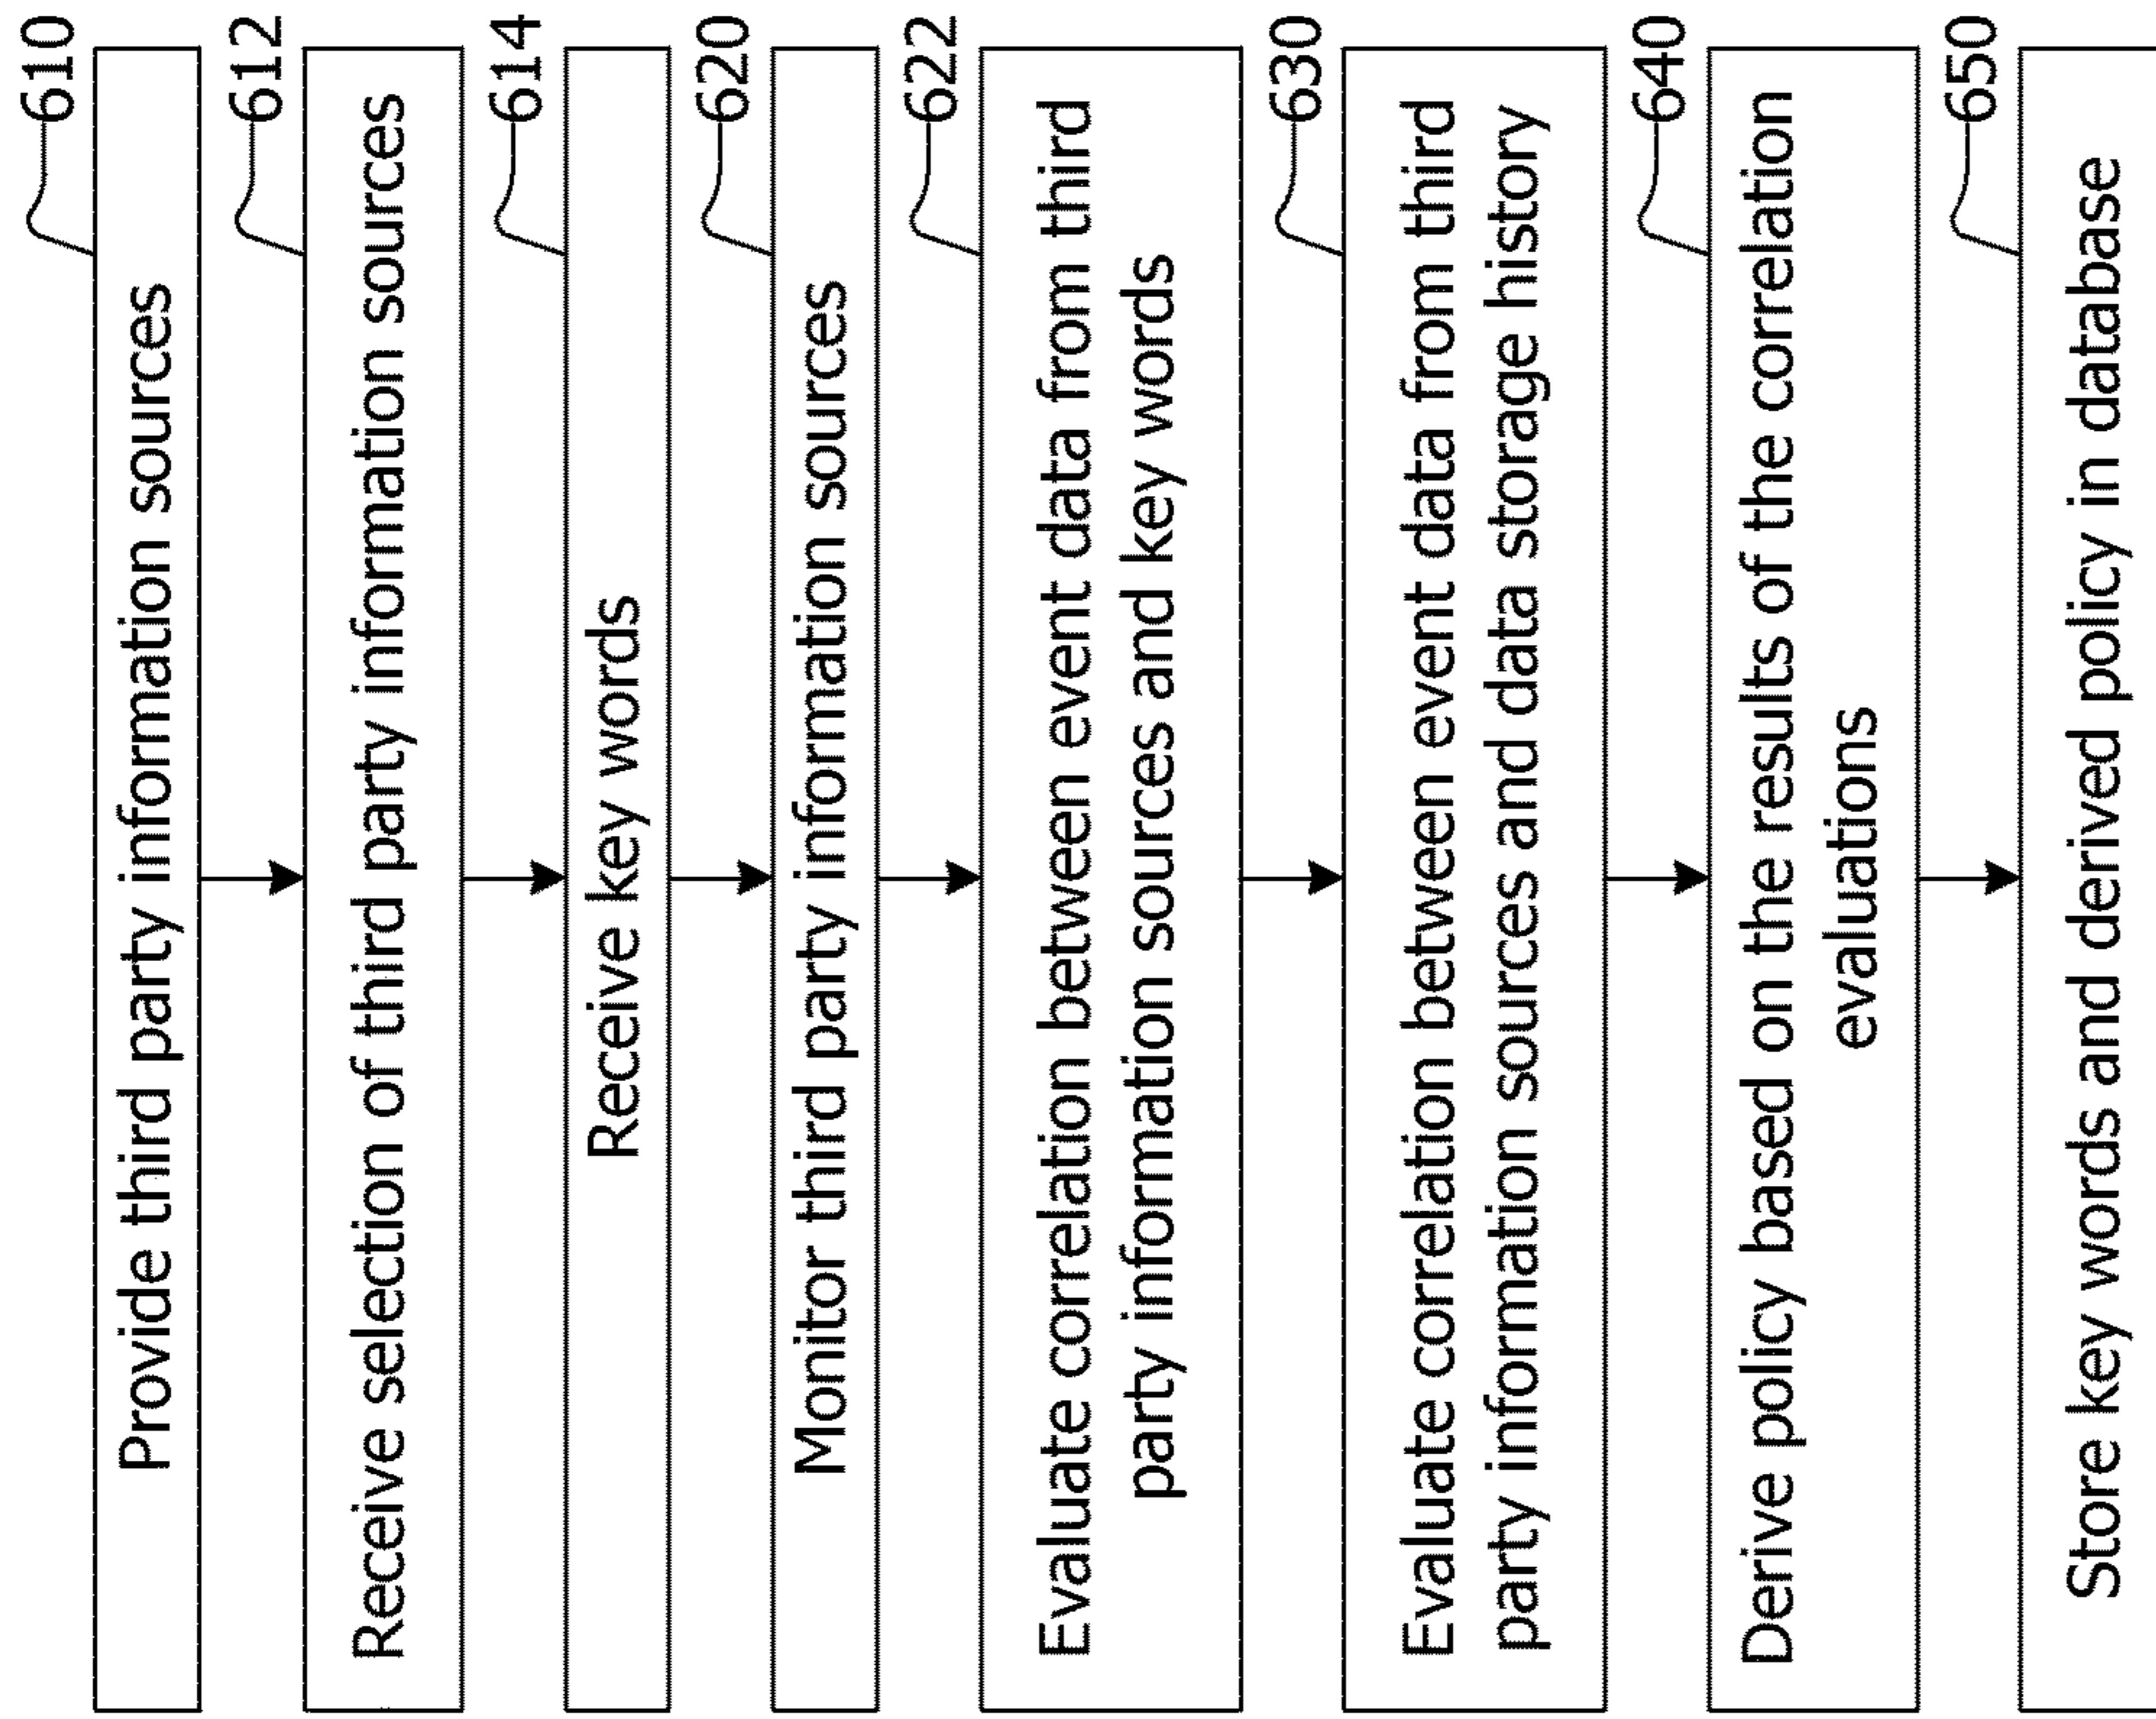 610
Provide third party information sources
612
Receive selection of third party information sources
614
Receive key words
620
Monitor third party information sources
622
Evaluate correlation between event data from third
party information sources and key words
630
Evaluate correlation between event data from third
party information sources and data storage history
640
Derive policy based on the results of the correlation
evaluations
650
Store key words and derived policy in database